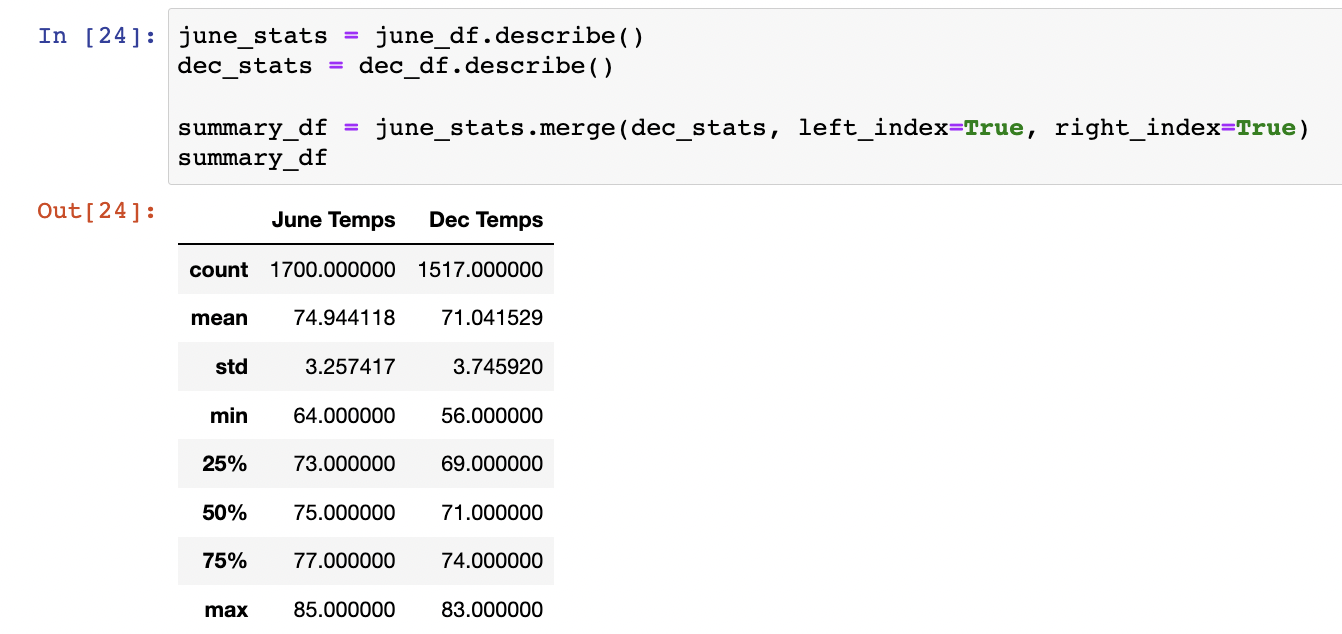 In [24]: june_stats = june_df.describe()
dec_stats = dec_df.describe()
summary_df = june_stats.merge(dec_stats, left_index=True, right_index=True)
summary_df
Out[24]:
June Temps Dec Temps
count 1700.000000 1517.000000
mean 74.944118 71.041529
std 3.257417 3.745920
min 64.000000 56.000000
25% 73.000000 69.000000
50% 75.000000 71.000000
75% 77.000000 74.000000
max 85.000000 83.000000